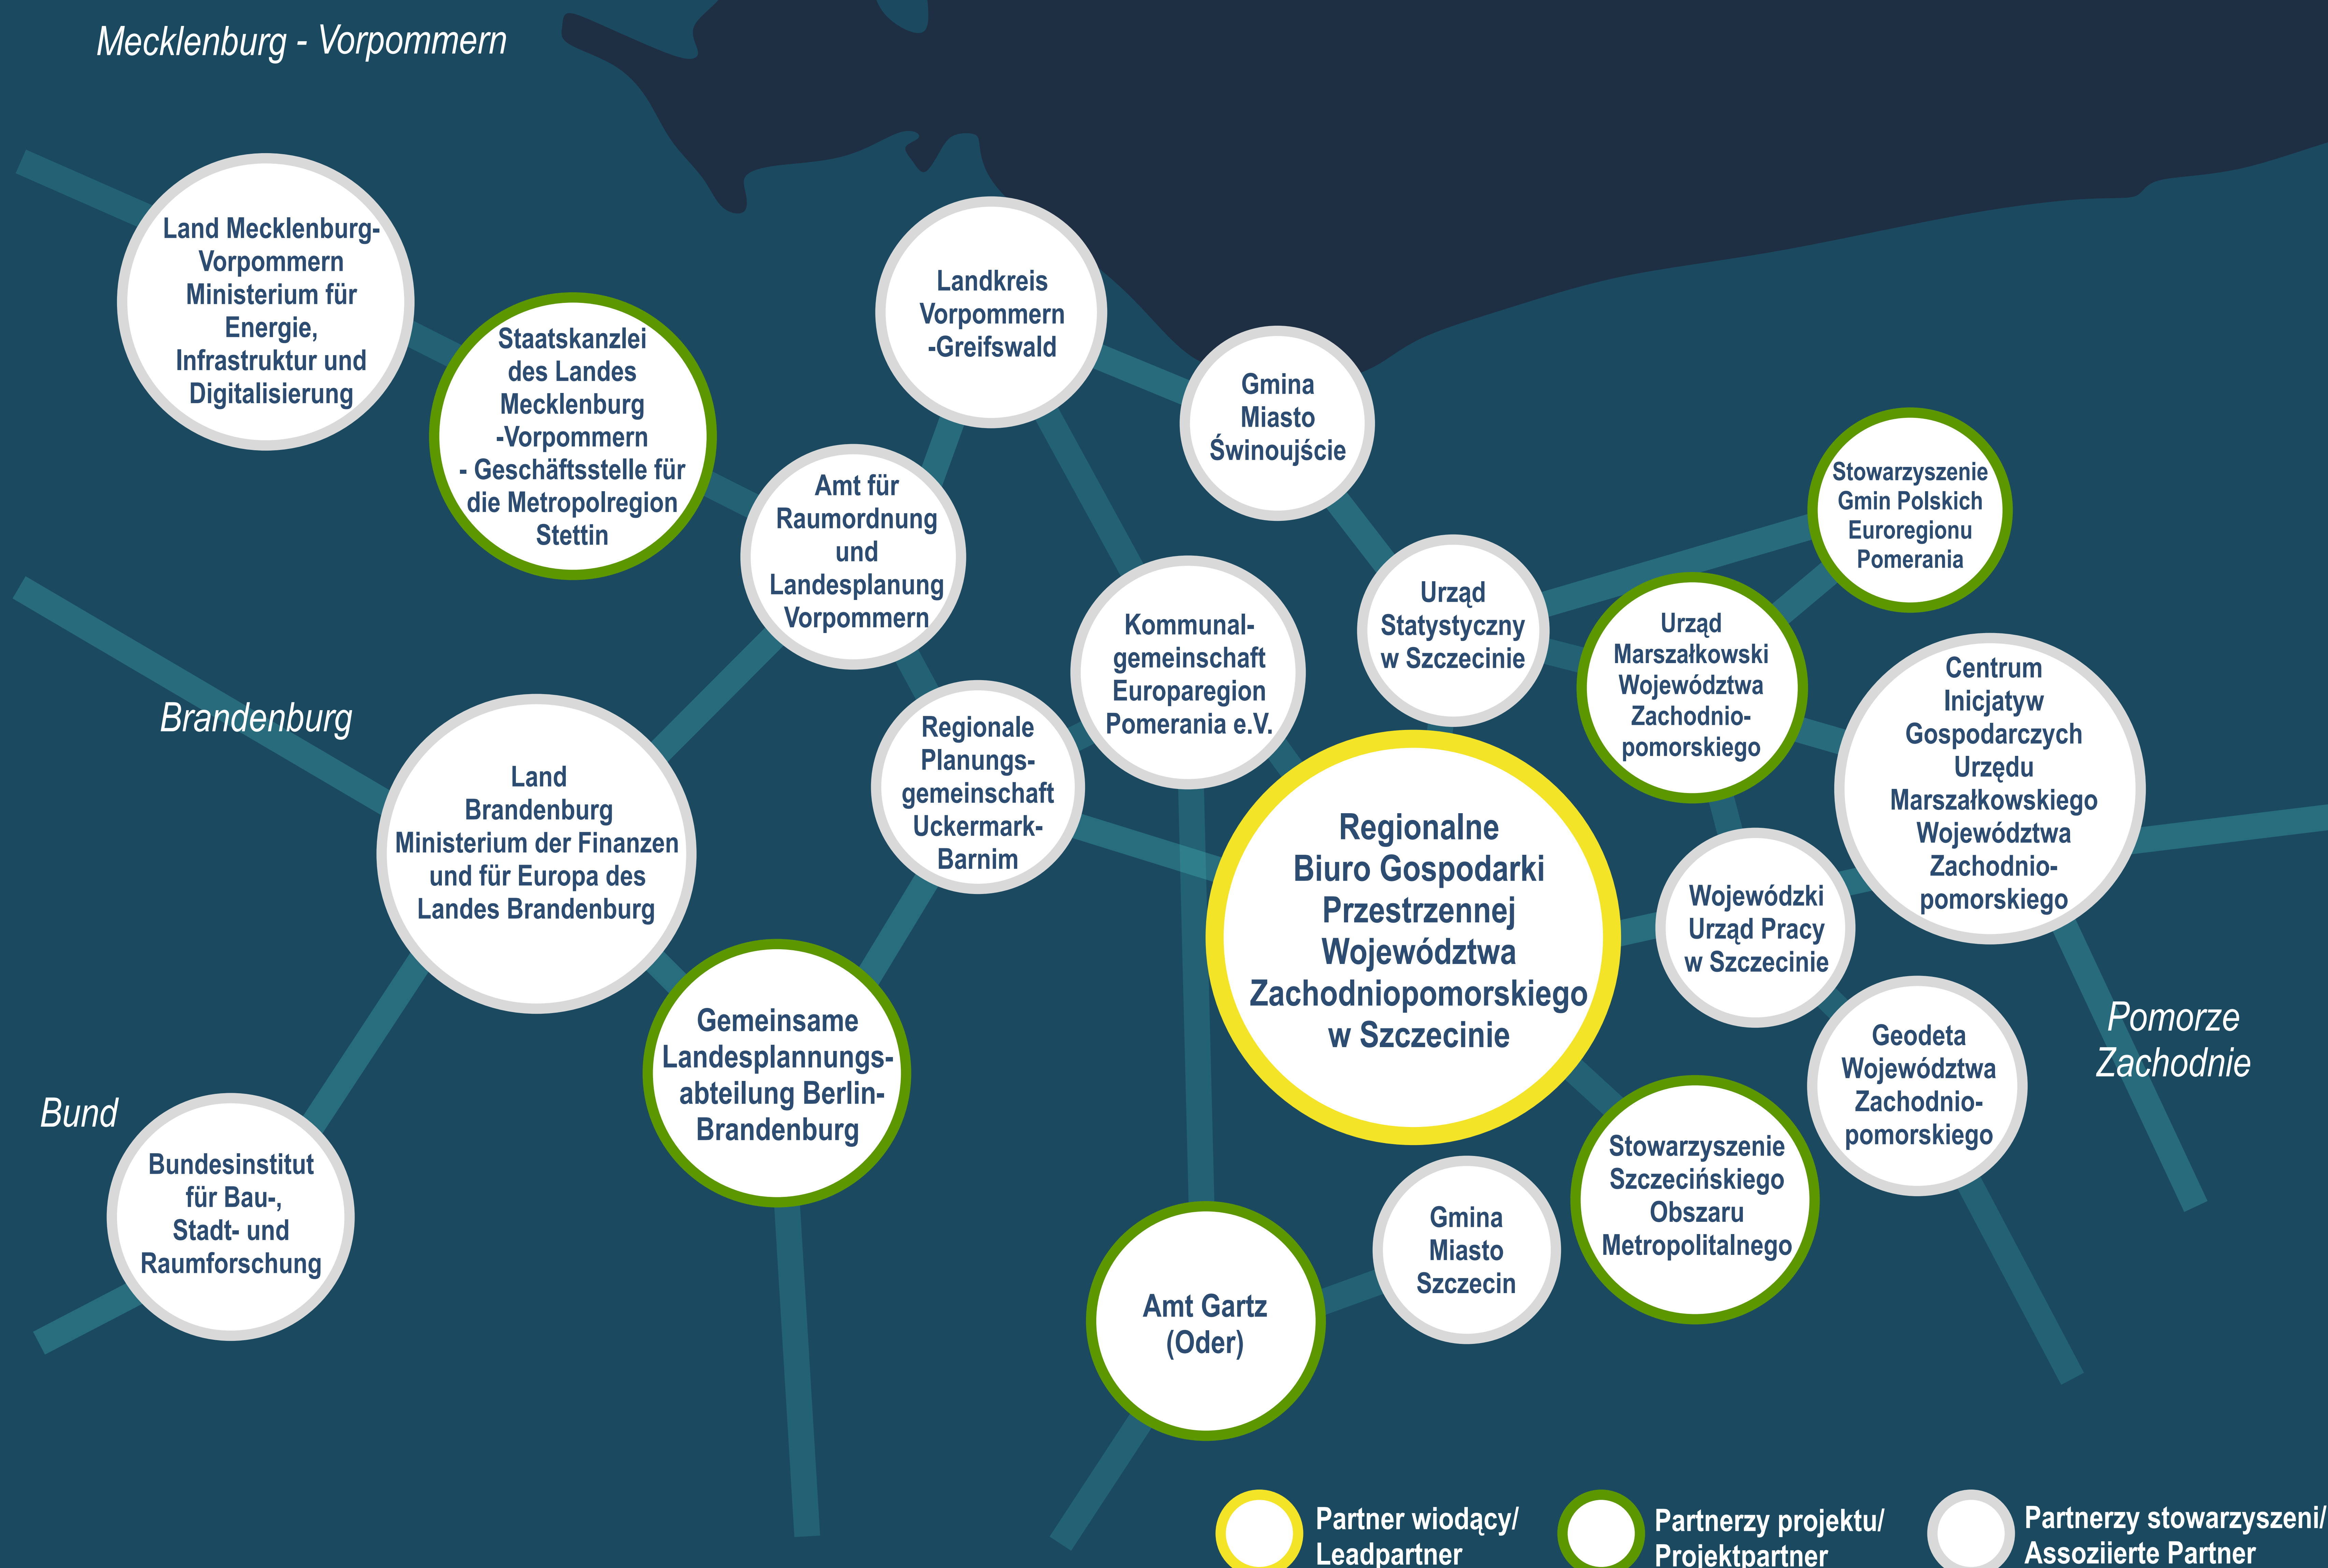 Mecklenburg - Vorpommern
Land Mecklenburg-
Vorpommern
Ministerium für
Energie,
Infrastruktur und
Digitalisierung
Staatskanzlei
des Landes
Mecklenburg
-Vorpommern
- Geschäftsstelle für
die Metropolregion
Stettin
Landkreis
Vorpommern
-Greifswald
Gmina
Miasto
Świnoujście
Amt für
Raumordnung
und
Landesplanung
Vorpommern
Stowarzyszenie
Gmin Polskich
Euroregionu
Pomerania
Urząd
Statystyczny
w Szczecinie
Kommunal-
gemeinschaft
Europaregion
Pomerania e.V.
Urząd
Marszałkowski
Województwa
Zachodnio-
pomorskiego
Centrum
Inicjatyw
Gospodarczych
Urzędu
Marszałkowskiego
Województwa
Zachodnio-
pomorskiego
Brandenburg
Land
Brandenburg
Ministerium der Finanzen
und für Europa des
Landes Brandenburg
Regionale
Planungs-
gemeinschaft
Uckermark-
Barnim
Regionalne
Biuro Gospodarki
Przestrzennej
Województwa
Zachodniopomorskiego
w Szczecinie
Wojewódzki
Urząd Pracy
w Szczecinie
Gemeinsame
Landesplannungs-
abteilung Berlin-
Brandenburg
Geodeta
Województwa
Zachodnio-
pomorskiego
Pomorze
Zachodnie
Bund
Bundesinstitut
für Bau-,
Stadt- und
Raumforschung
Stowarzyszenie
Szczecińskiego
Obszaru
Metropolitalnego
Gmina
Miasto
Szczecin
Amt Gartz
(Oder)
Partner wiodący/
Leadpartner
Partnerzy projektu/
Projektpartner
Partnerzy stowarzyszeni/
Assoziierte Partner